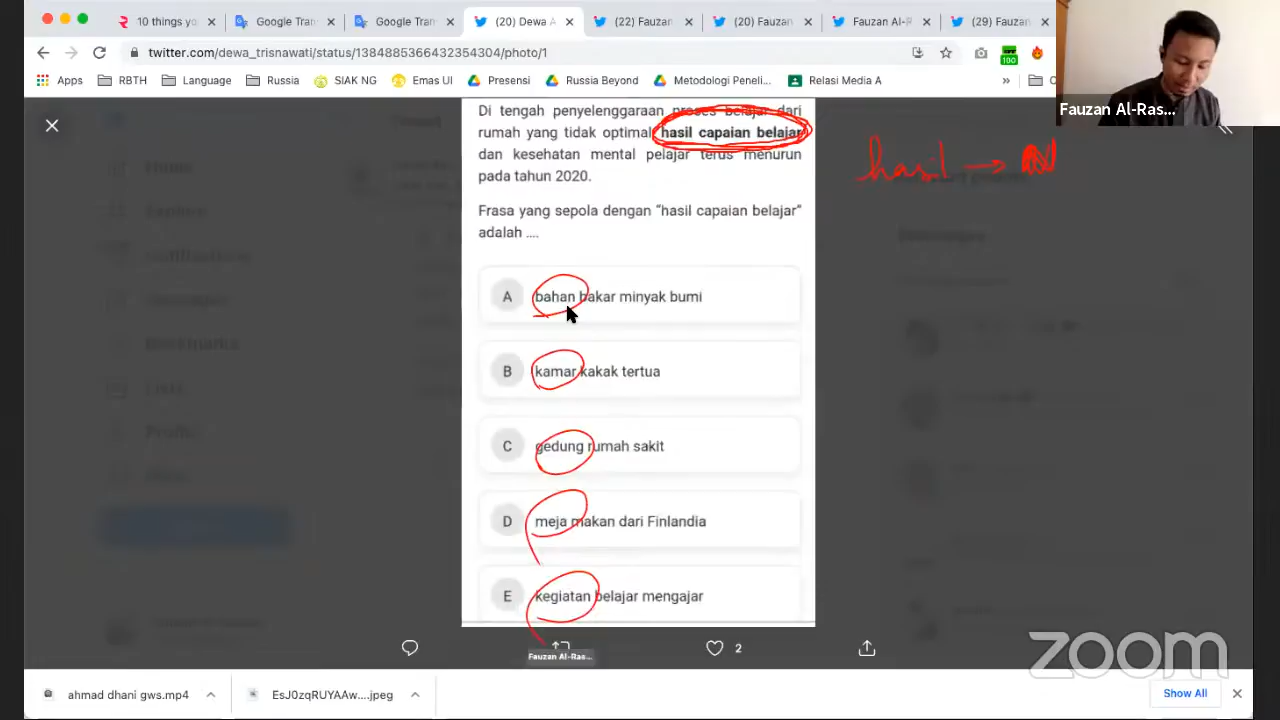 10 things yo
Google Tran
Google Tran
(20) Dewa A
(22) Fauzan
(20) Fauzan
Fauzan Al-R
(29) Fauzan
twitter.com/dewa_trisnawati/status/1384885366432354304/photo/1
100
Apps
RBTH
Language
Russia
SIAK NG
Emas UI
Presensi
Russia Beyond
Metodologi Peneli...
Relasi Media A
»
Fauzan Al-Ras...
Di tengah penyelenggaraan proses belajar dari
rumah yang tidak optimal hasil capaian belajar
dan kesehatan mental pelajar terus menurun
pada tahun 2020.
hasil →
Frasa yang sepola dengan “hasil capaian belajar”
adalah ....
A bahan bakar minyak bumi
B kamar kakak tertua
C gedung rumah sakit
D meja makan dari Finlandia
E kegiatan belajar mengajar
2
Fauzan Al-Ras...
zoom
ahmad dhani gws.mp4
EsJ0zqRUYAAw....jpeg
Show All